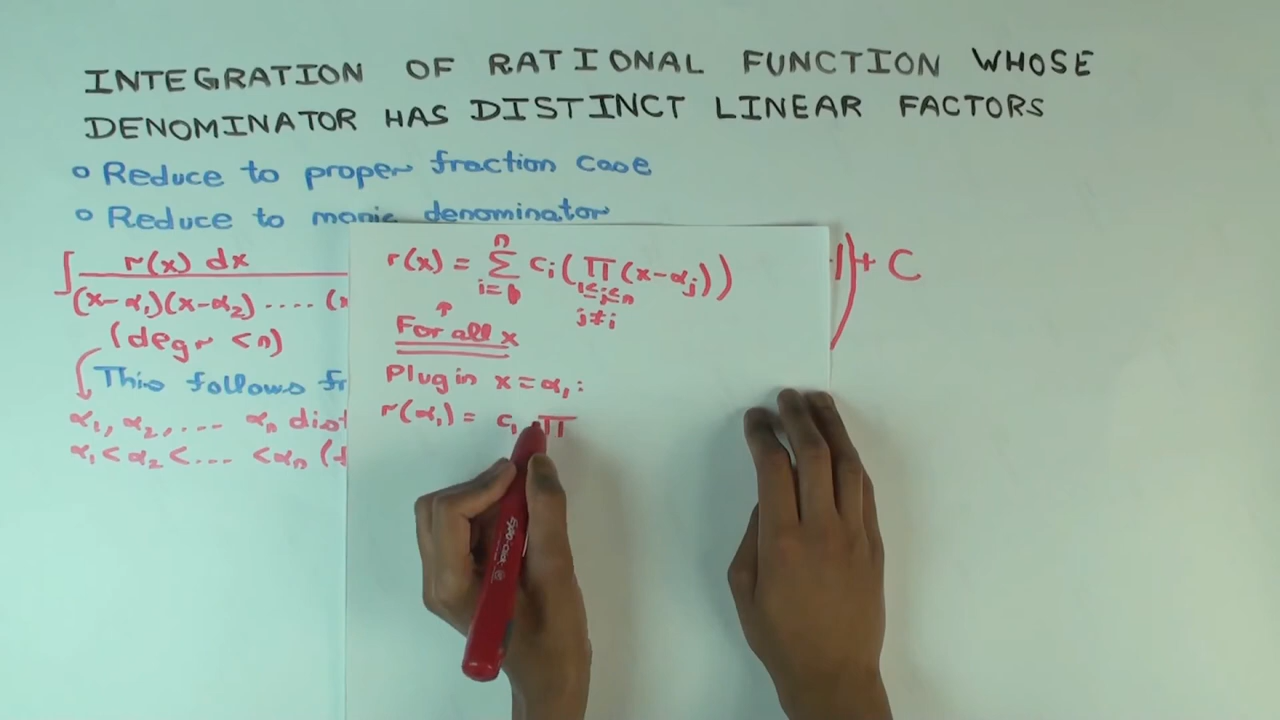 INTEGRATION OF RATIONAL FUNCTION WHOSE
DENOMINATOR HAS DISTINCT LINEAR FACTORS
o Reduce to proper fraction case
o Reduce to monic denominator
∫ r(x) dx
(x-α₁)(x-α₂)....(x
(deg r < n)
This follows fr
α₁, α₂, .... αₙ dist
α₁ < α₂ < .... < αₙ (
r(x) = n Σ i= cᵢ( ∏ (x-αⱼ))
1≤j≤n
j≠i
↑
For all x
Plug in x = α₁:
r(α₁) = c₁ ∏
|) + C
Expo